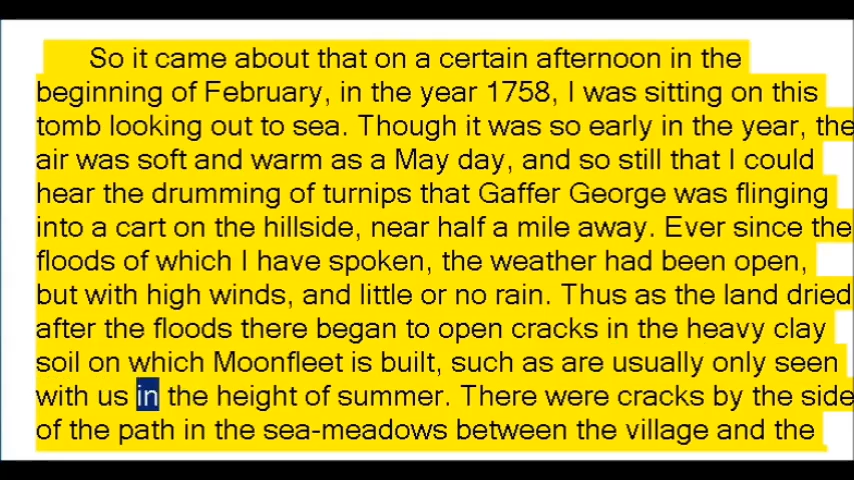 So it came about that on a certain afternoon in the
beginning of February, in the year 1758, I was sitting on this
tomb looking out to sea. Though it was so early in the year, the
air was soft and warm as a May day, and so still that I could
hear the drumming of turnips that Gaffer George was flinging
into a cart on the hillside, near half a mile away. Ever since the
floods of which I have spoken, the weather had been open,
but with high winds, and little or no rain. Thus as the land dried
after the floods there began to open cracks in the heavy clay
soil on which Moonfleet is built, such as are usually only seen
with us in the height of summer. There were cracks by the side
of the path in the sea-meadows between the village and the